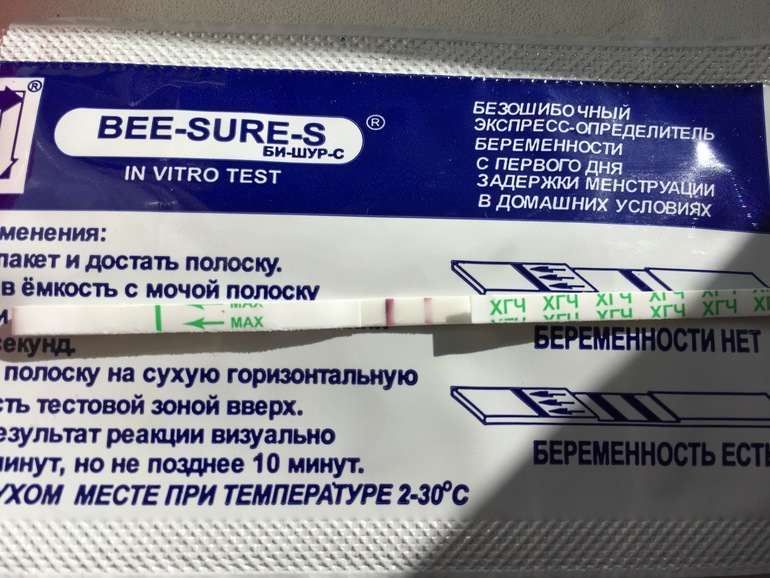 ®
BEE-SURE-S ®
БИ-ШУР-С
IN VITRO TEST
БЕЗОШИБОЧНЫЙ
ЭКСПРЕСС-ОПРЕДЕЛИТЕЛЬ
БЕРЕМЕННОСТИ
С ПЕРВОГО ДНЯ
ЗАДЕРЖКИ МЕНСТРУАЦИИ
В ДОМАШНИХ УСЛОВИЯХ
менения:
пакет и достать полоску.
в ёмкость с мочой полоску
и
MAX
MAX
ХГЧ ХГЧ ХГЧ ХГЧ ХГЧ ХГЧ
секунд.
полоску на сухую горизонтальную
сть тестовой зоной вверх.
результат реакции визуально
минут, но не позднее 10 минут.
УХОМ МЕСТЕ ПРИ ТЕМПЕРАТУРЕ 2-30°С
БЕРЕМЕННОСТИ НЕТ
БЕРЕМЕННОСТЬ ЕСТЬ